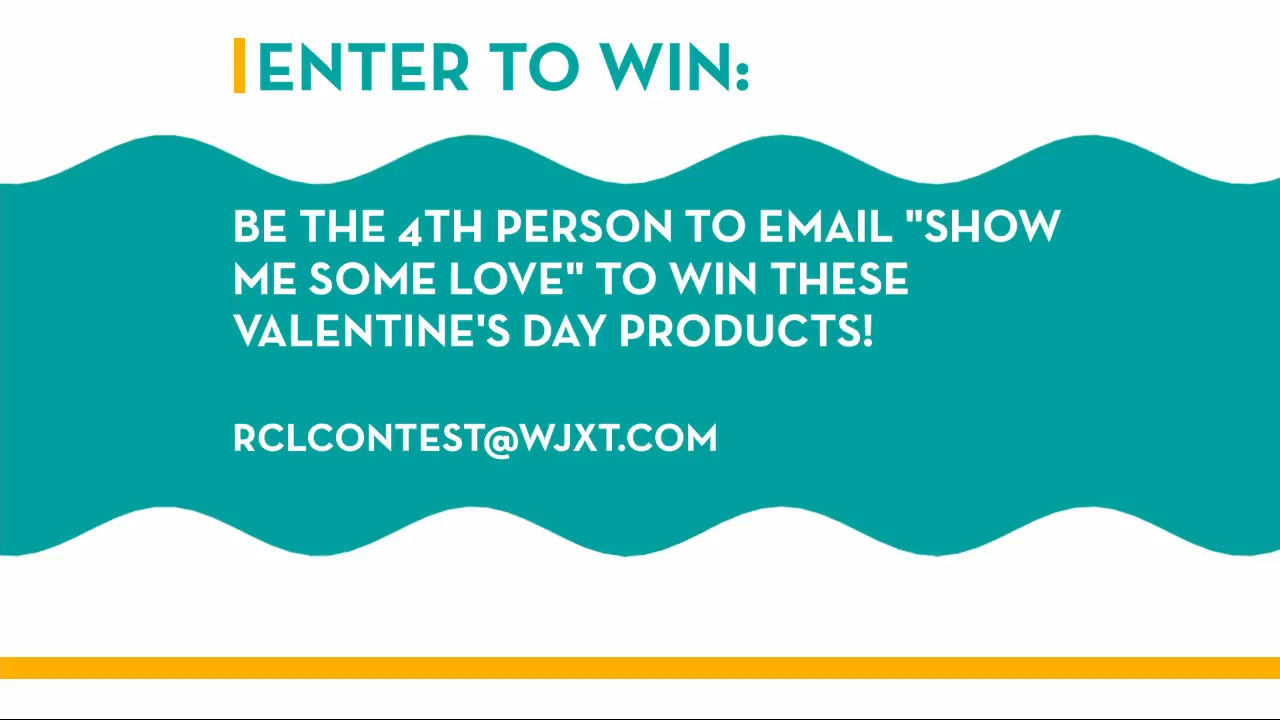 ENTER TO WIN:
BE THE 4TH PERSON TO EMAIL "SHOW
ME SOME LOVE" TO WIN THESE
VALENTINE'S DAY PRODUCTS!
RCLCONTEST@WJXT.COM